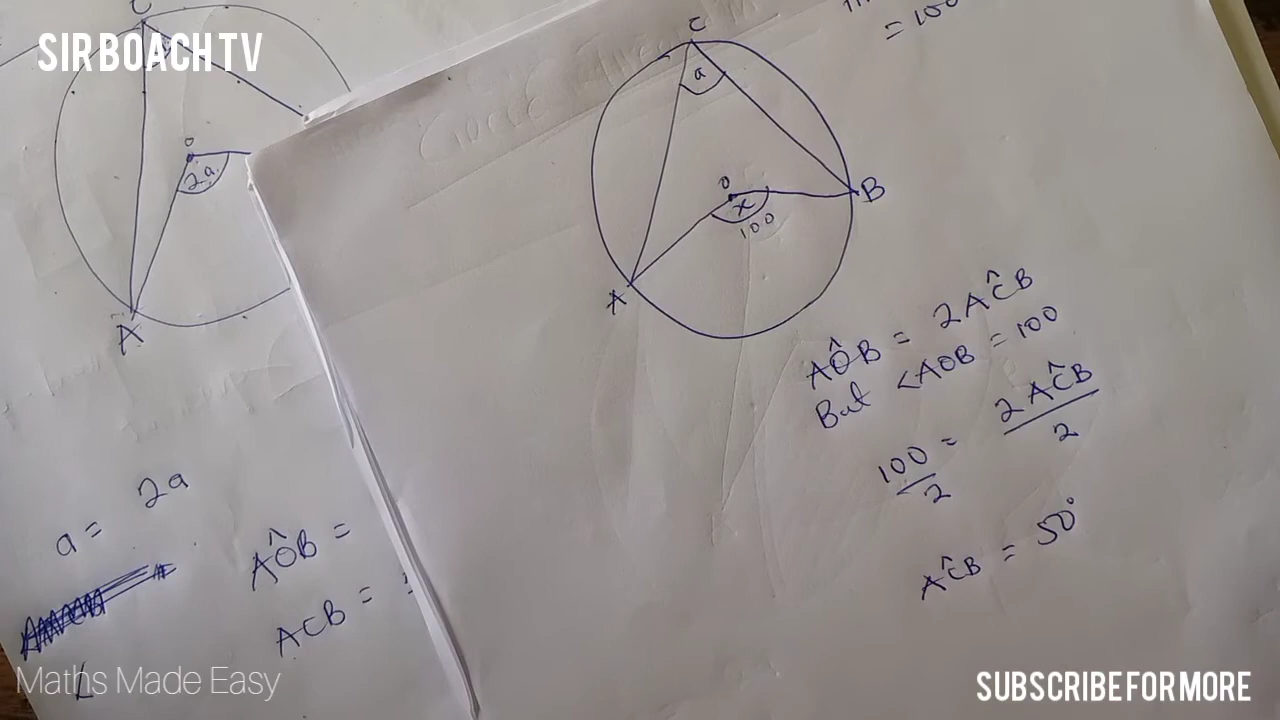 SIR BOACH TV
C
O
2a
A
a = 2a
AÔB =
ACB =
L
= 100
C
a
O
x
100
B
A
AÔB = 2AĈB
But <AOB = 100
100/2 = 2AĈB/2
AĈB = 50°
Maths Made Easy
SUBSCRIBE FOR MORE